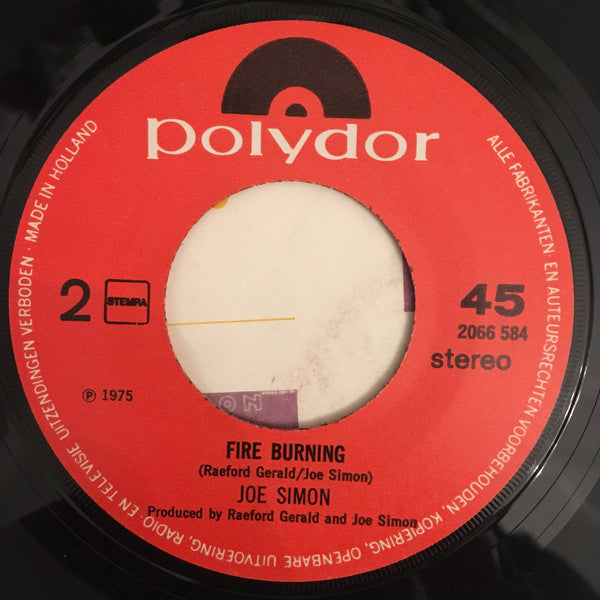 polydor
2
STEMRA
45
2066 584
stereo
℗ 1975
FIRE BURNING
(Raeford Gerald/Joe Simon)
JOE SIMON
Produced by Raeford Gerald and Joe Simon
ALLE FABRIKANTEN- EN AUTEURSRECHTEN VOORBEHOUDEN, KOPIERING, OPENBARE UITVOERING, RADIO EN TELEVISIE UITZENDINGEN VERBODEN · MADE IN HOLLAND